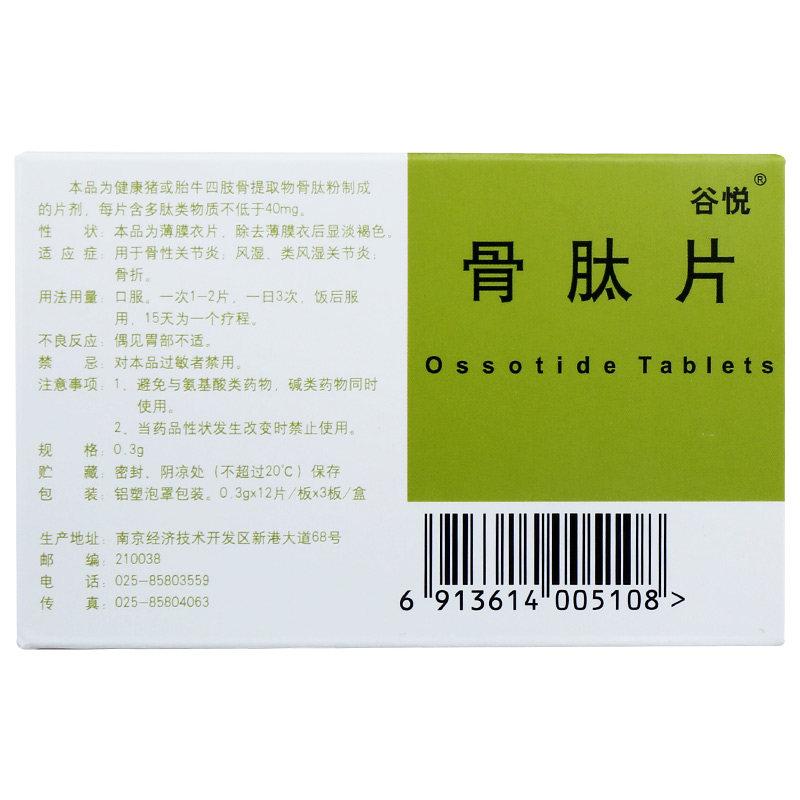 本品为健康猪或胎牛四肢骨提取物骨肽粉制成
的片剂，每片含多肽类物质不低于40mg。
性 状：本品为薄膜衣片，除去薄膜衣后显淡褐色。
适 应 症：用于骨性关节炎；风湿、类风湿关节炎；
骨折。
用法用量：口服。一次1-2片，一日3次，饭后服
用，15天为一个疗程。
不良反应：偶见胃部不适。
禁 忌：对本品过敏者禁用。
注意事项：1、避免与氨基酸类药物，碱类药物同时
使用。
2、当药品性状发生改变时禁止使用。
规 格：0.3g
贮 藏：密封，阴凉处（不超过20℃）保存
包 装：铝塑泡罩包装。0.3g×12片/板×3板/盒
生产地址：南京经济技术开发区新港大道68号
邮 编：210038
电 话：025-85803559
传 真：025-85804063
谷悦®
骨肽片
Ossotide Tablets
6 913614 005108 >